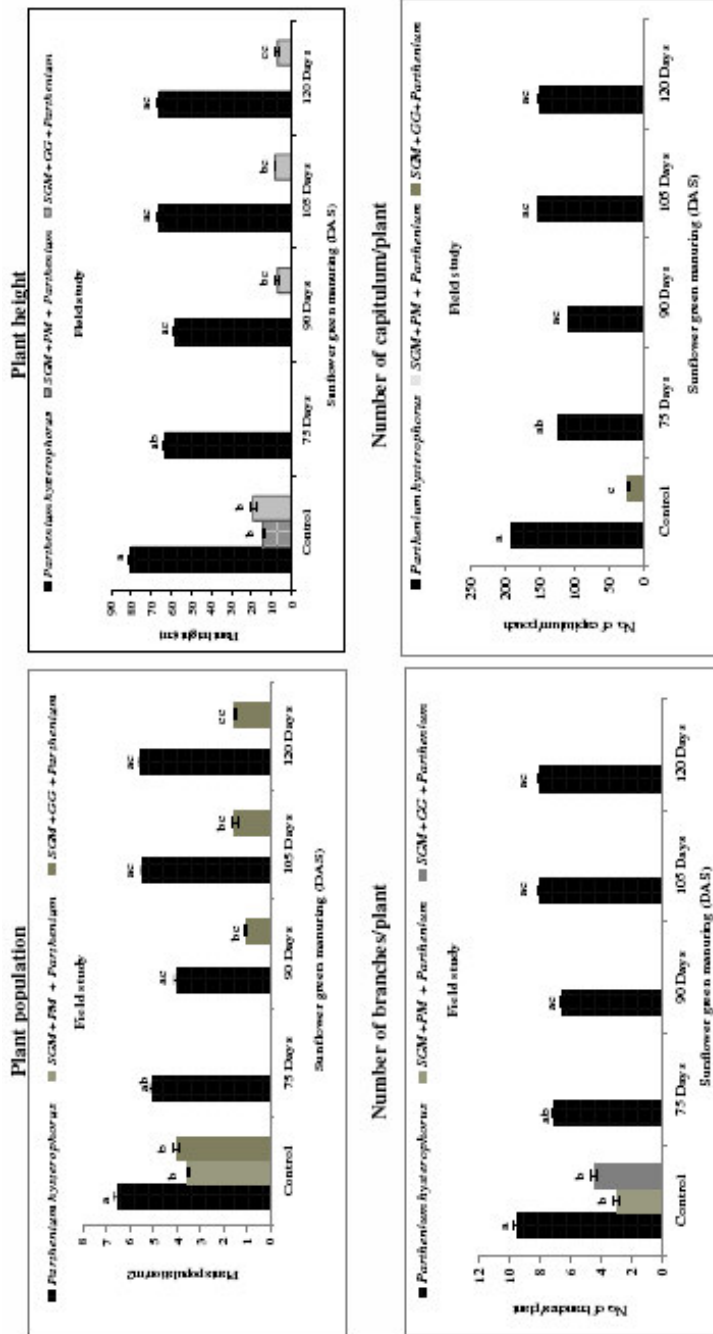 Plant population
■ Parthenium hysterophorus ■ SGM+PM + Parthenium ■ SGM+GG + Parthenium
Field study
Plants population/m2
8
7
6
5
4
3
2
1
0
a
b
b
ab
ac
bc
ac
bc
ac
cc
Control
75 Days
90 Days
105 Days
120 Days
Sunflower green manuring (DAS)
Plant height
■ Parthenium hysterophorus ■ SGM+PM + Parthenium ■ SGM+GG+Parthenium
Field study
Plant height (cm)
90
80
70
60
50
40
30
20
10
0
a
b
b
ab
ac
bc
ac
bc
ac
cc
Control
75 Days
90 Days
105 Days
120 Days
Sunflower green manuring (DAS)
Number of branches/plant
■ Parthenium hysterophorus ■ SGM+PM + Parthenium ■ SGM+GG + Parthenium
Field study
No of branches/plant
12
10
8
6
4
2
0
a
b
b
ab
ac
ac
ac
Control
75 Days
90 Days
105 Days
120 Days
Sunflower green manuring (DAS)
Number of capitulum/plant
■ Parthenium hysterophorus ■ SGM+PM + Parthenium ■ SGM+GG+Parthenium
Field study
No. of capitulum/pouch
250
200
150
100
50
0
a
c
ab
ac
ac
ac
Control
75 Days
90 Days
105 Days
120 Days
Sunflower green manuring (DAS)